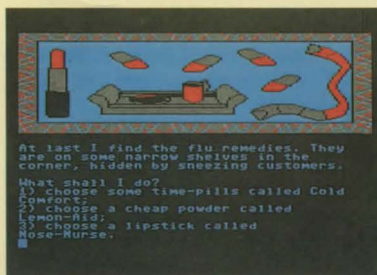 At last I find the flu remedies. They
are on some narrow shelves in the
corner, hidden by sneezing customers.
What shall I do?
1) choose some time-pills called Cold
Comfort;
2) choose a cheap powder called
Lemon-Aid;
3) choose a lipstick called
Nose-Nurse.